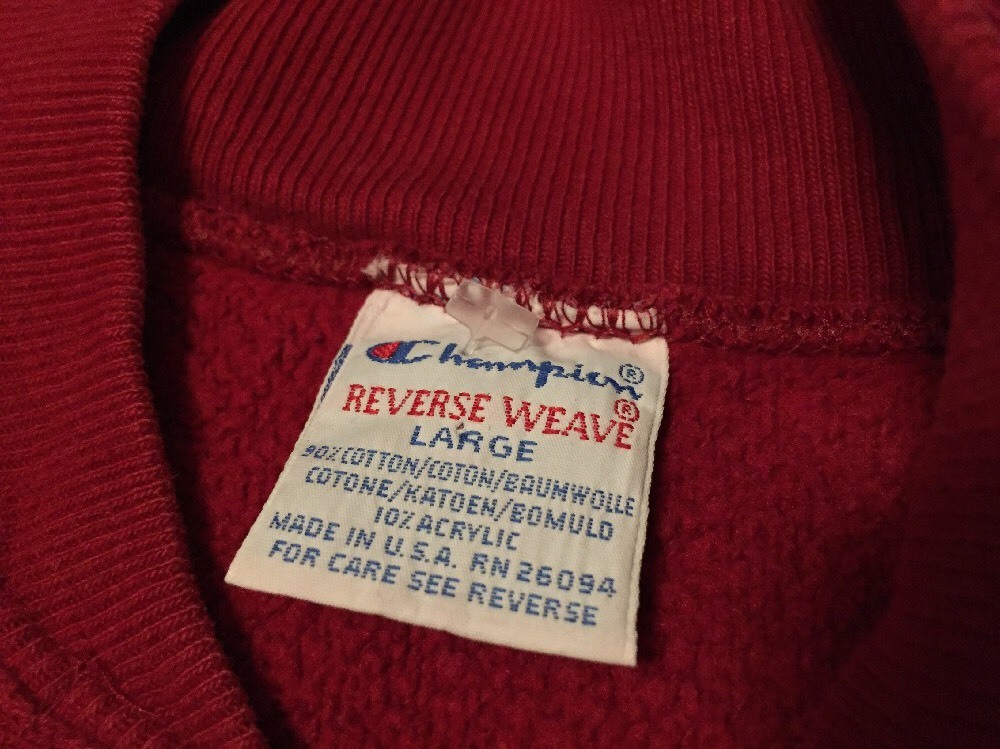 Champion®
REVERSE WEAVE®
LARGE
90% COTTON/COTON/BAUMWOLLE
COTONE/KATOEN/BOMULD
10% ACRYLIC
MADE IN U.S.A. RN 26094
FOR CARE SEE REVERSE